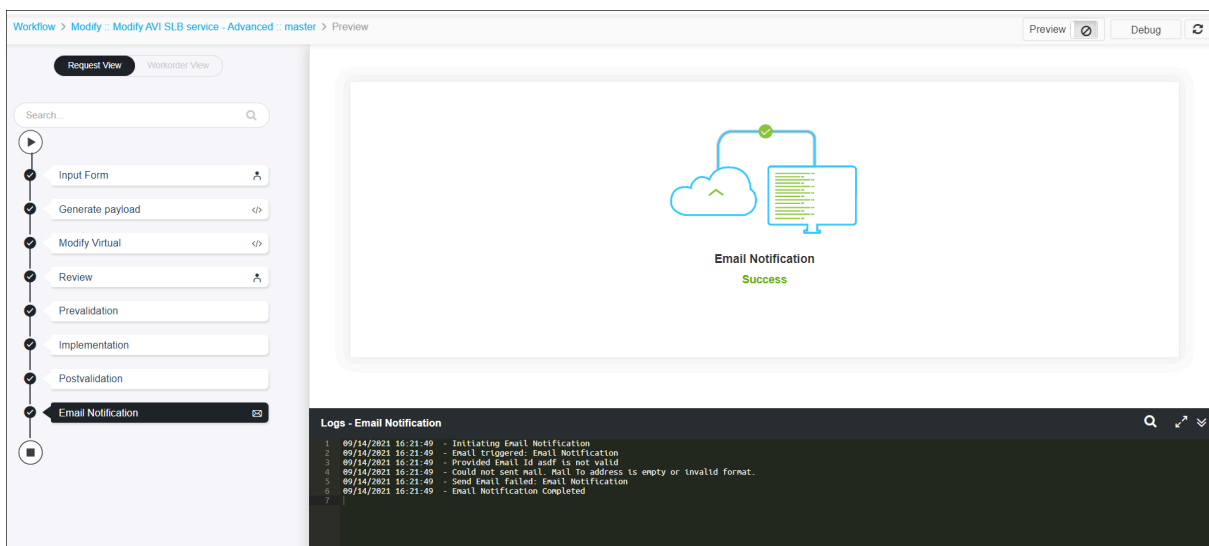 Workflow > Modify :: Modify AVI SLB service - Advanced :: master > Preview
Preview
Debug
Request View
Workorder View
Search...
Input Form
Generate payload
</>
Modify Virtual
</>
Review
Prevalidation
Implementation
Postvalidation
Email Notification
Email Notification
Success
Logs - Email Notification
1 09/14/2021 16:21:49 - Initiating Email Notification
2 09/14/2021 16:21:49 - Email triggered: Email Notification
3 09/14/2021 16:21:49 - Provided Email Id asdf is not valid
4 09/14/2021 16:21:49 - Could not sent mail. Mail To address is empty or invalid format.
5 09/14/2021 16:21:49 - Send Email failed: Email Notification
6 09/14/2021 16:21:49 - Email Notification Completed
7